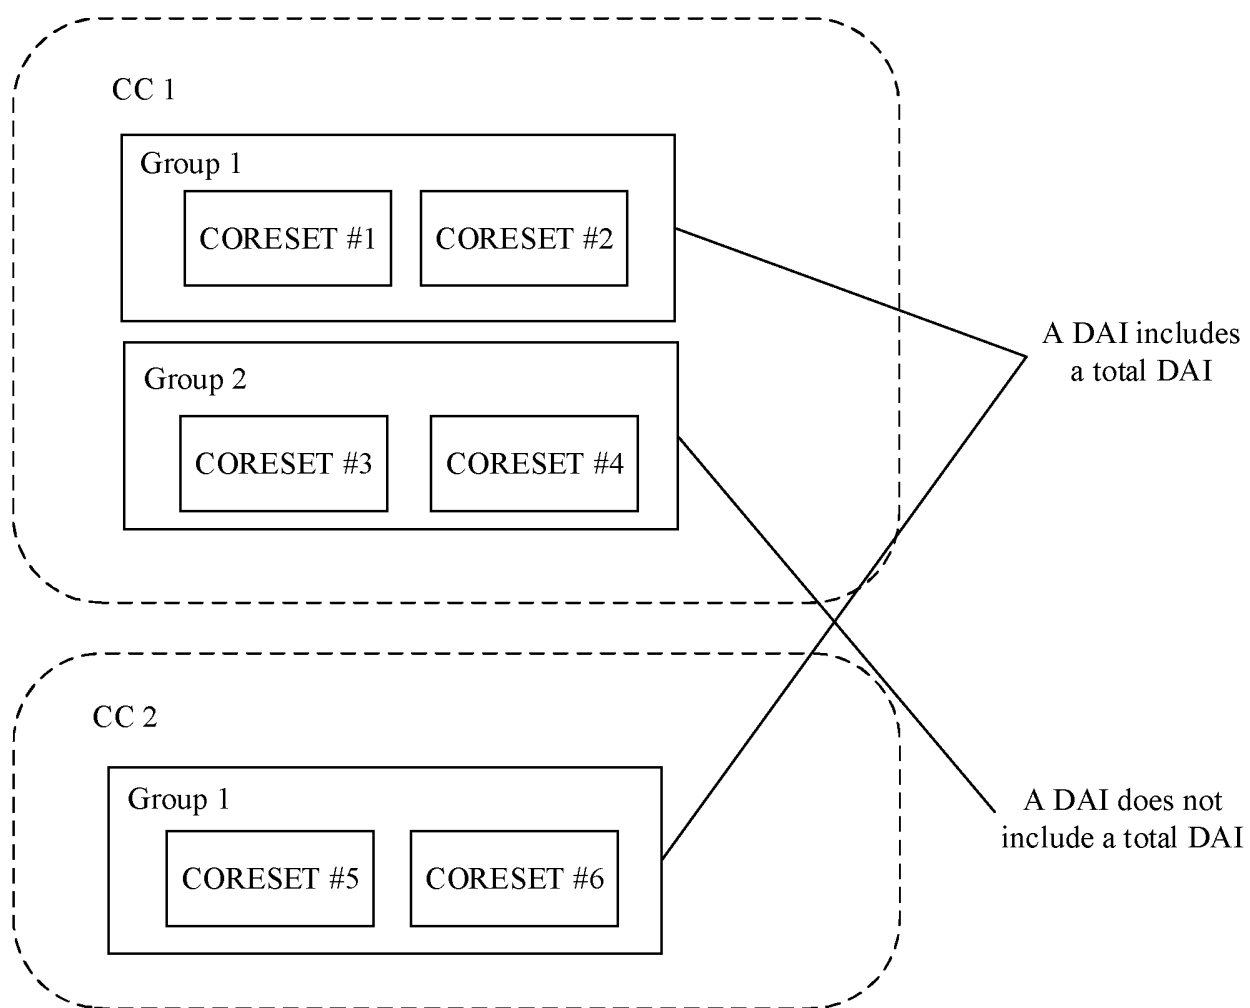 CC 1
Group 1
CORESET #1
CORESET #2
A DAI includes
a total DAI
Group 2
CORESET #3
CORESET #4
CC 2
Group 1
CORESET #5
CORESET #6
A DAI does not
include a total DAI